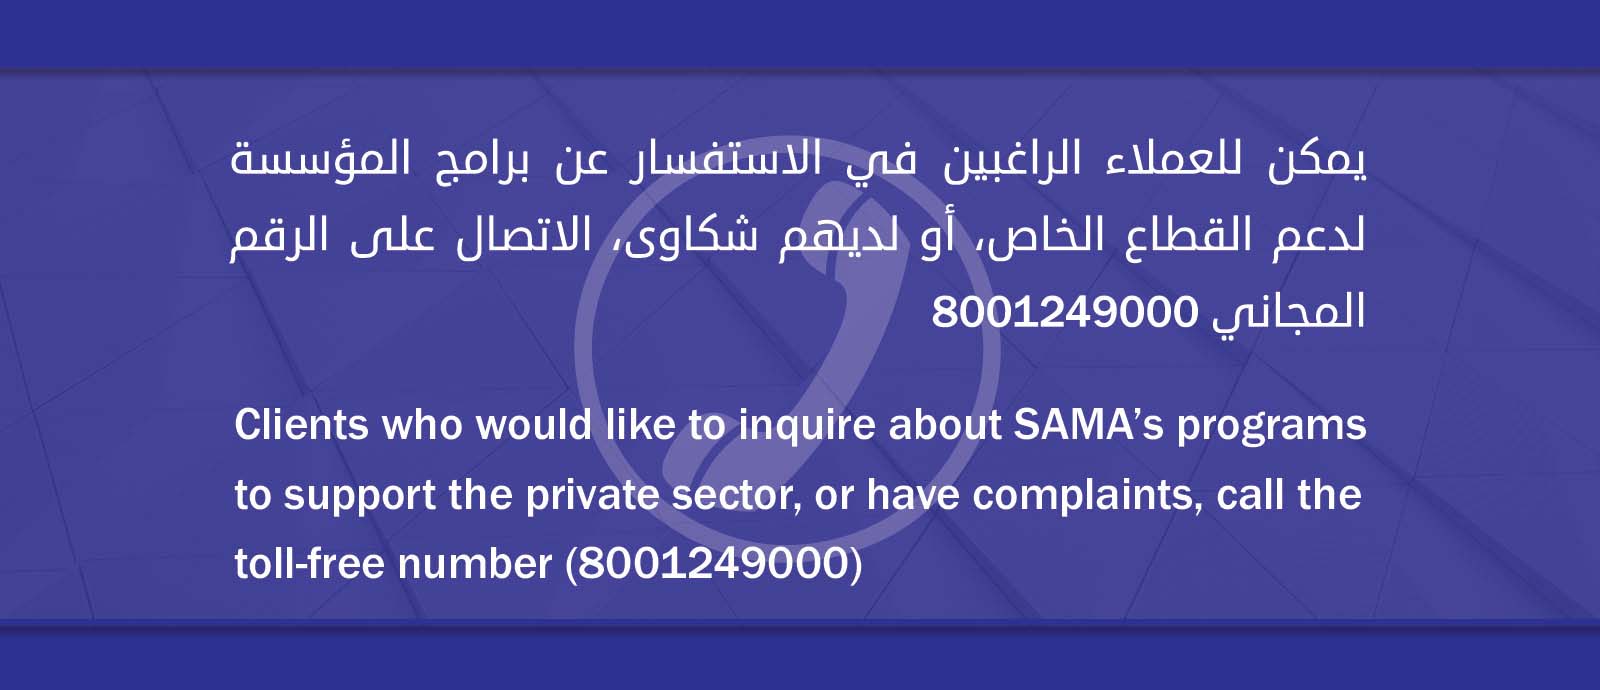 يمكن للعملاء الراغبين في الاستفسار عن برامج المؤسسة
لدعم القطاع الخاص، أو لديهم شكاوى، الاتصال على الرقم
المجاني 8001249000
Clients who would like to inquire about SAMA’s programs
to support the private sector, or have complaints, call the
toll-free number (8001249000)